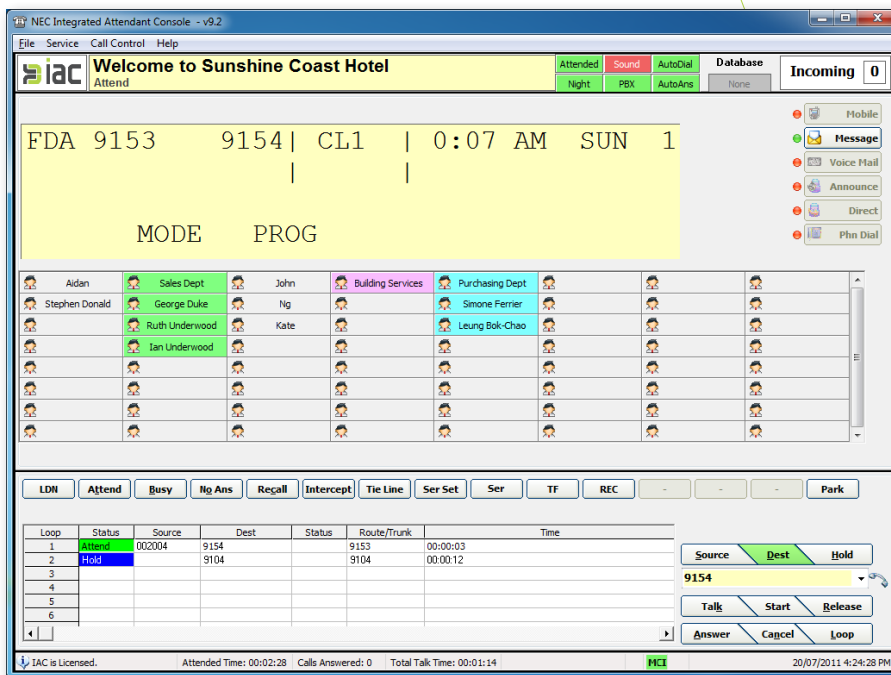 NEC Integrated Attendant Console - v9.2
File Service Call Control Help
iac Welcome to Sunshine Coast Hotel
Attend
Attended Sound AutoDial
Night PBX AutoAns
Database
None
Incoming 0
FDA 9153 9154| CL1 | 0:07 AM SUN 1
| |
MODE PROG
Mobile
Message
Voice Mail
Announce
Direct
Phn Dial
Aidan Sales Dept John Building Services Purchasing Dept
Stephen Donald George Duke Ng Simone Ferrier
Ruth Underwood Kate Leung Bok-Chao
Ian Underwood
LDN Attend Busy No Ans Recall Intercept Tie Line Ser Set Ser TF REC - - - Park
Loop Status Source Dest Status Route/Trunk Time
1 Attend 002004 9154 9153 00:00:03
2 Hold 9104 9104 00:00:12
3
4
5
6
Source Dest Hold
9154
Talk Start Release
Answer Cancel Loop
IAC is Licensed. Attended Time: 00:02:28 Calls Answered: 0 Total Talk Time: 00:01:14 MCI 20/07/2011 4:24:28 PM